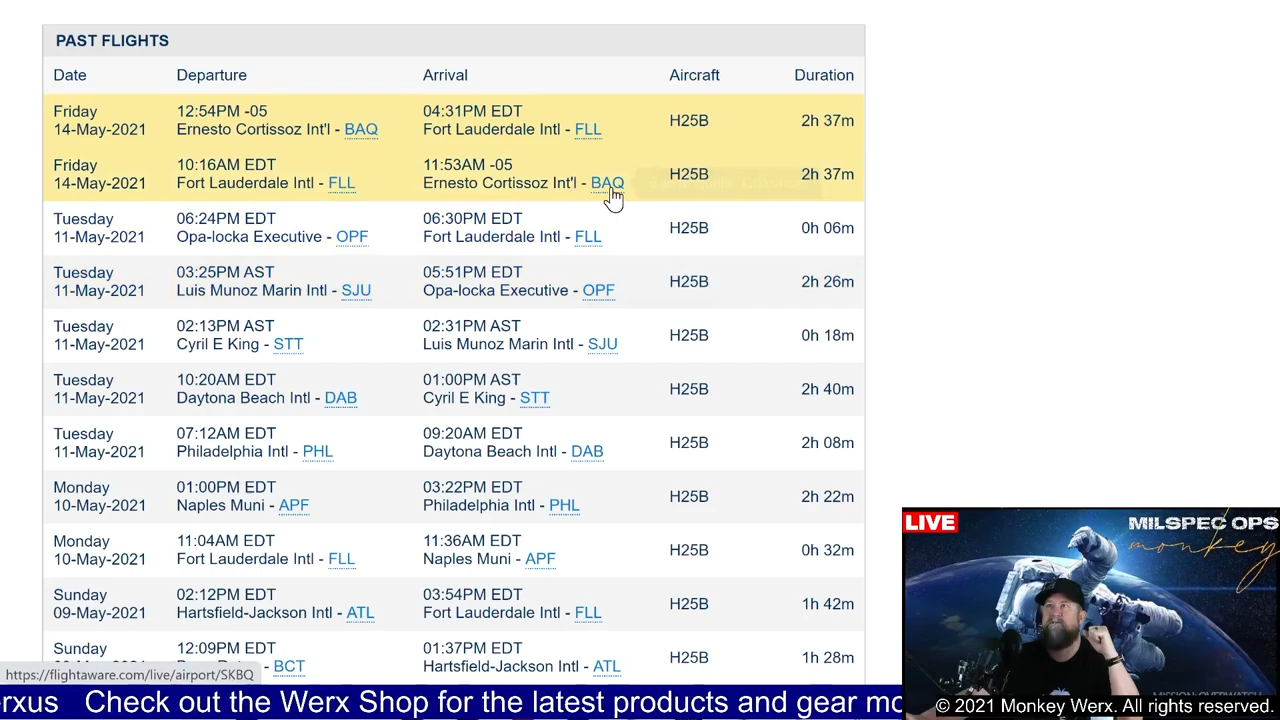 PAST FLIGHTS
Date Departure Arrival Aircraft Duration
Friday 12:54PM -05 04:31PM EDT
14-May-2021 Ernesto Cortissoz Int'l - BAQ Fort Lauderdale Intl - FLL H25B 2h 37m
Friday 10:16AM EDT 11:53AM -05
14-May-2021 Fort Lauderdale Intl - FLL Ernesto Cortissoz Int'l - BAQ H25B 2h 37m
Tuesday 06:24PM EDT 06:30PM EDT
11-May-2021 Opa-locka Executive - OPF Fort Lauderdale Intl - FLL H25B 0h 06m
Tuesday 03:25PM AST 05:51PM EDT
11-May-2021 Luis Munoz Marin Intl - SJU Opa-locka Executive - OPF H25B 2h 26m
Tuesday 02:13PM AST 02:31PM AST
11-May-2021 Cyril E King - STT Luis Munoz Marin Intl - SJU H25B 0h 18m
Tuesday 10:20AM EDT 01:00PM AST
11-May-2021 Daytona Beach Intl - DAB Cyril E King - STT H25B 2h 40m
Tuesday 07:12AM EDT 09:20AM EDT
11-May-2021 Philadelphia Intl - PHL Daytona Beach Intl - DAB H25B 2h 08m
Monday 01:00PM EDT 03:22PM EDT
10-May-2021 Naples Muni - APF Philadelphia Intl - PHL H25B 2h 22m
Monday 11:04AM EDT 11:36AM EDT
10-May-2021 Fort Lauderdale Intl - FLL Naples Muni - APF H25B 0h 32m
Sunday 02:12PM EDT 03:54PM EDT
09-May-2021 Hartsfield-Jackson Intl - ATL Fort Lauderdale Intl - FLL H25B 1h 42m
Sunday 12:09PM EDT 01:37PM EDT
BCT Hartsfield-Jackson Intl - ATL H25B 1h 28m
https://flightaware.com/live/airport/SKBQ
LIVE
MILSPEC OPS
monkey
MISSION: OVERWATCH
erxus Check out the Werx Shop for the latest products and gear mo
© 2021 Monkey Werx. All rights reserved.